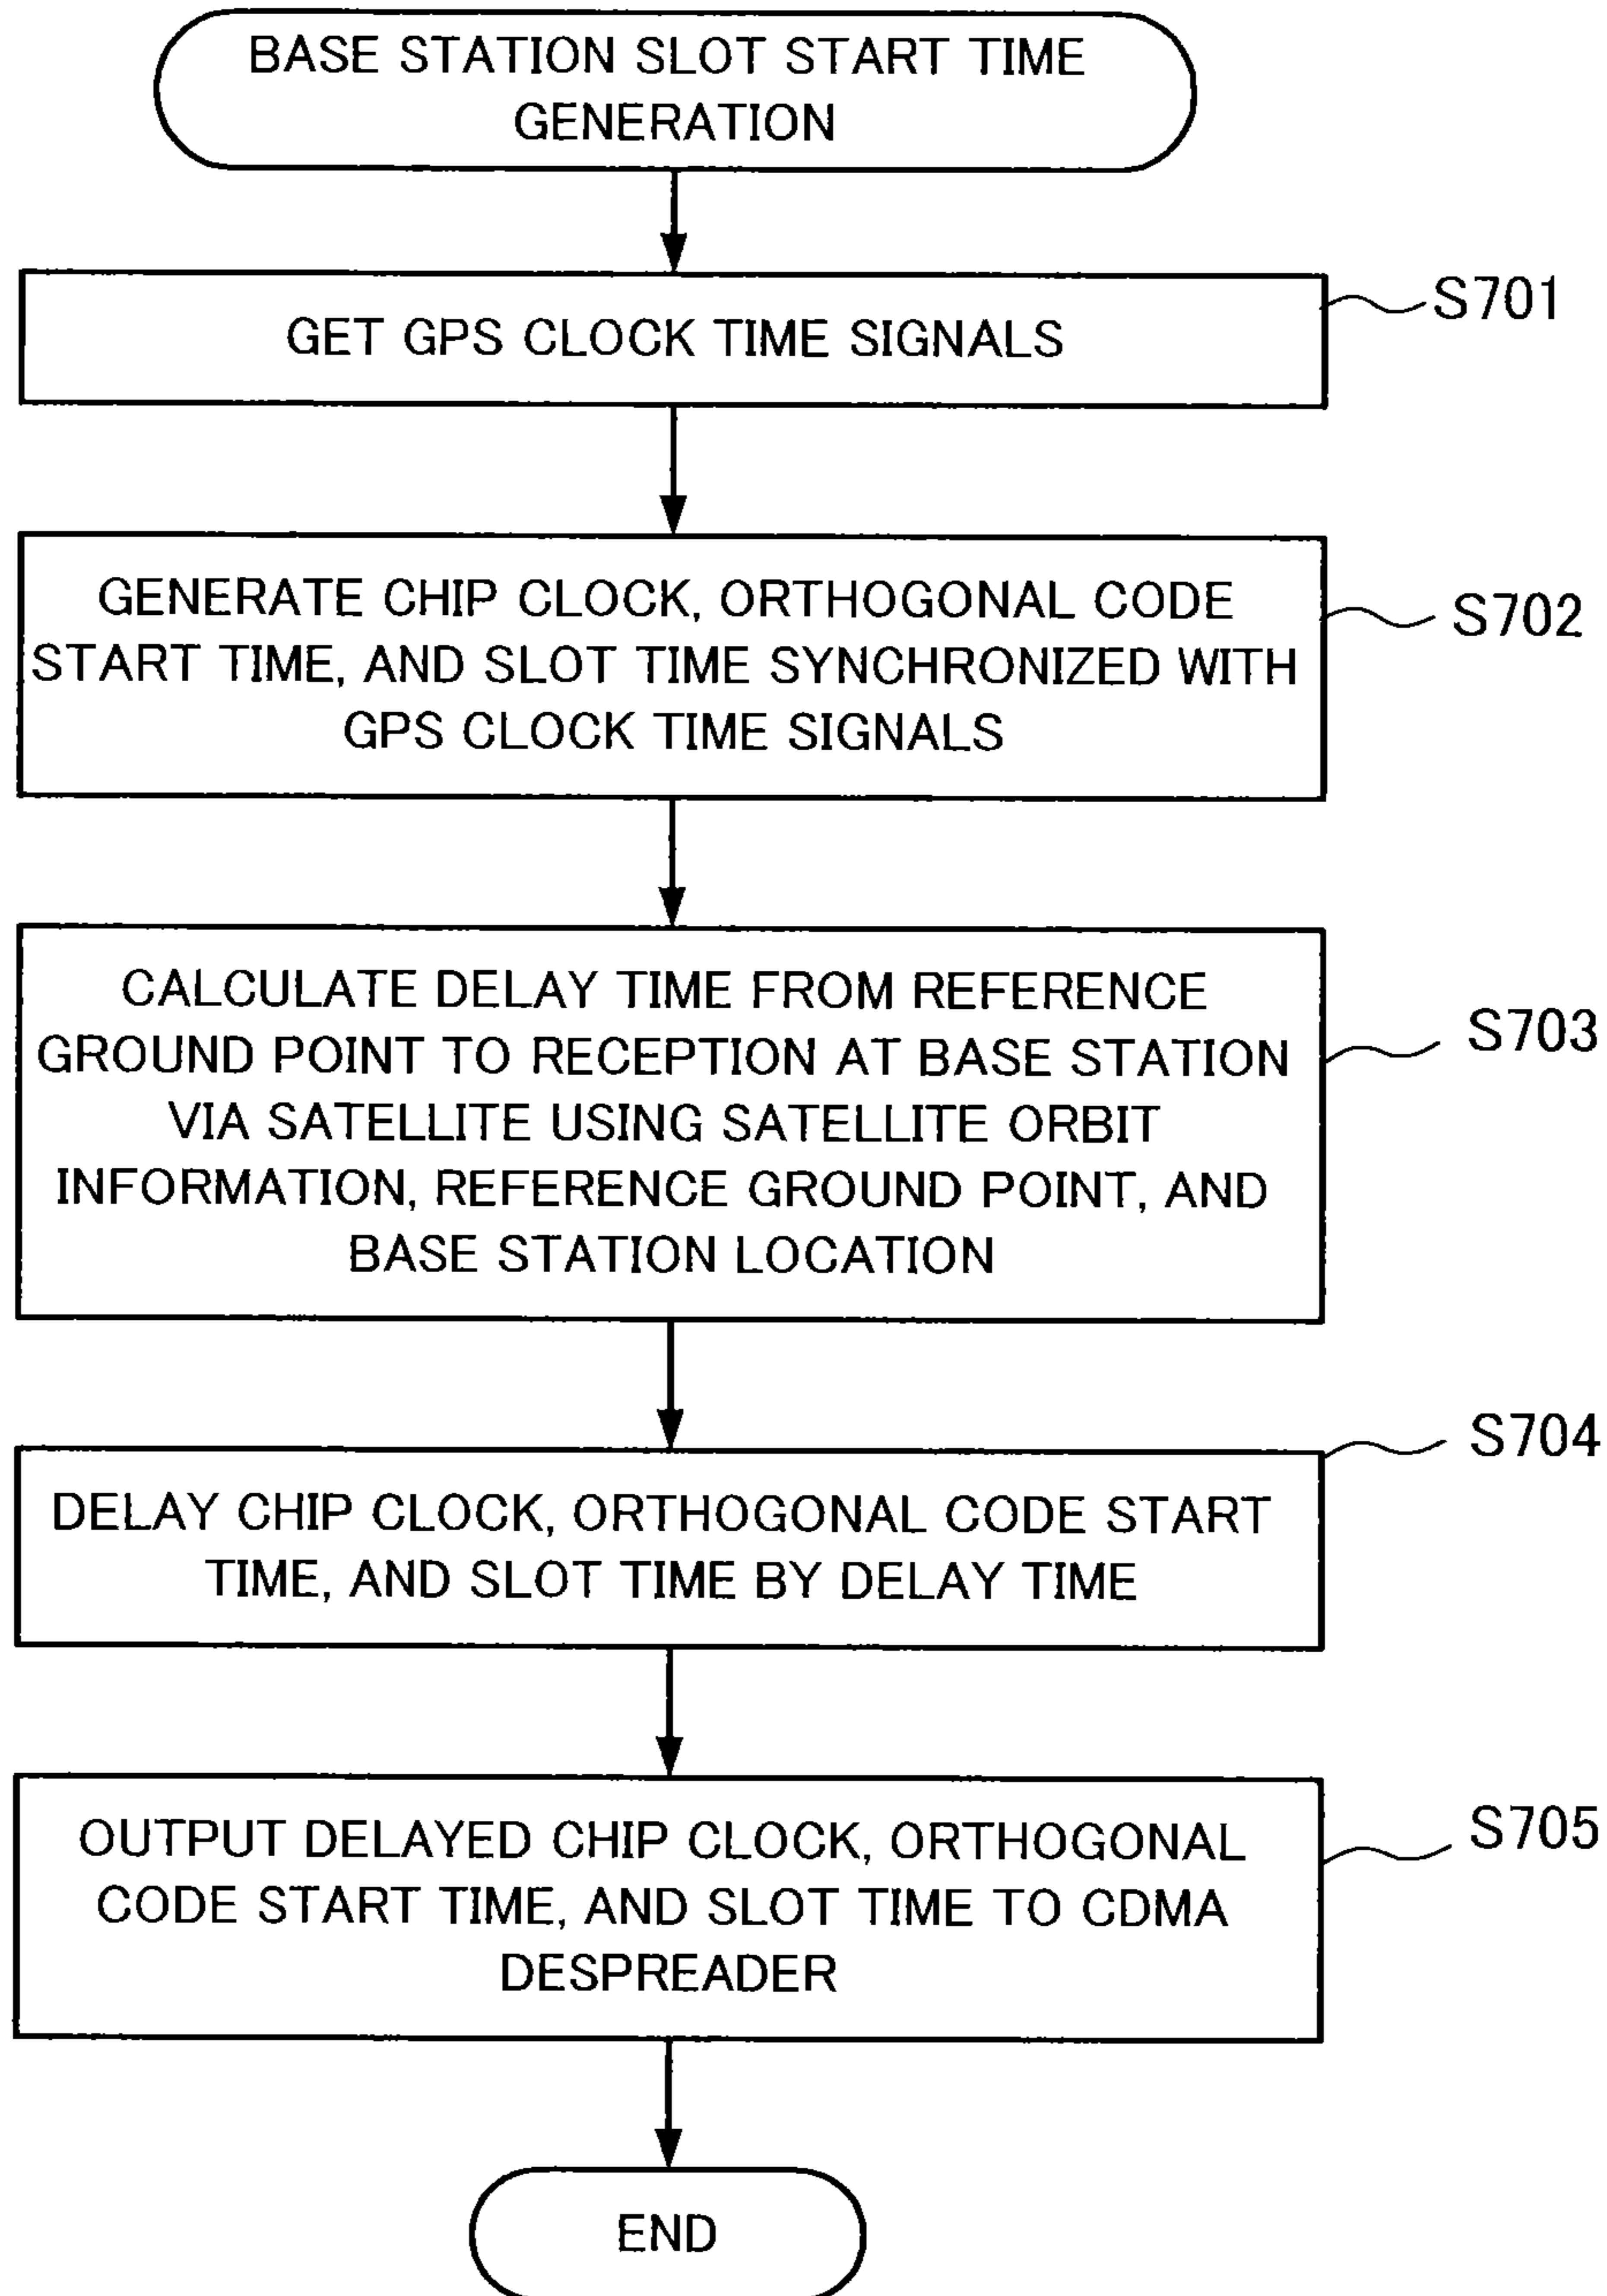 BASE STATION SLOT START TIME
GENERATION
GET GPS CLOCK TIME SIGNALS
S701
GENERATE CHIP CLOCK, ORTHOGONAL CODE
START TIME, AND SLOT TIME SYNCHRONIZED WITH
GPS CLOCK TIME SIGNALS
S702
CALCULATE DELAY TIME FROM REFERENCE
GROUND POINT TO RECEPTION AT BASE STATION
VIA SATELLITE USING SATELLITE ORBIT
INFORMATION, REFERENCE GROUND POINT, AND
BASE STATION LOCATION
S703
DELAY CHIP CLOCK, ORTHOGONAL CODE START
TIME, AND SLOT TIME BY DELAY TIME
S704
OUTPUT DELAYED CHIP CLOCK, ORTHOGONAL
CODE START TIME, AND SLOT TIME TO CDMA
DESPREADER
S705
END